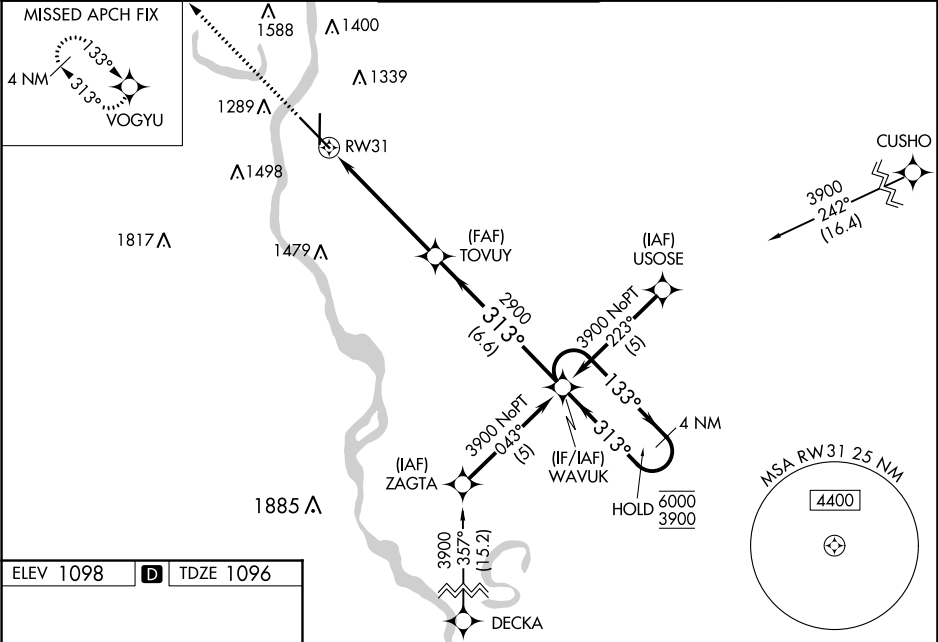 MISSED APCH FIX
4 NM
133°
313°
VOGYU
1588
1400
1339
1289
RW31
1498
CUSHO
3900
242°
(16.4)
1817
1479
(FAF)
TOVUY
(IAF)
USOSE
2900
313°
(6.6)
3900 NoPT
223°
(5)
133°
4 NM
313°
3900 NoPT
043°
(5)
(IF/IAF)
WAVUK
(IAF)
ZAGTA
HOLD 6000
3900
MSA RW31 25 NM
4400
1885
3900
357°
(15.2)
ELEV 1098 D TDZE 1096
DECKA